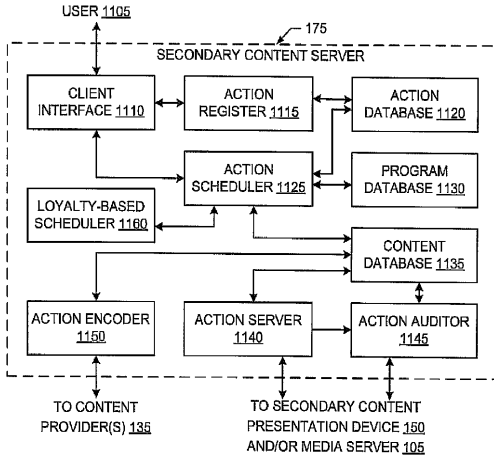 USER 1105
175
SECONDARY CONTENT SERVER
CLIENT
INTERFACE 1110
ACTION
REGISTER 1115
ACTION
DATABASE 1120
ACTION
SCHEDULER 1125
PROGRAM
DATABASE 1130
LOYALTY-BASED
SCHEDULER 1160
CONTENT
DATABASE 1135
ACTION ENCODER
1150
ACTION SERVER
1140
ACTION AUDITOR
1145
TO CONTENT
PROVIDER(S) 135
TO SECONDARY CONTENT
PRESENTATION DEVICE 150
AND/OR MEDIA SERVER
105